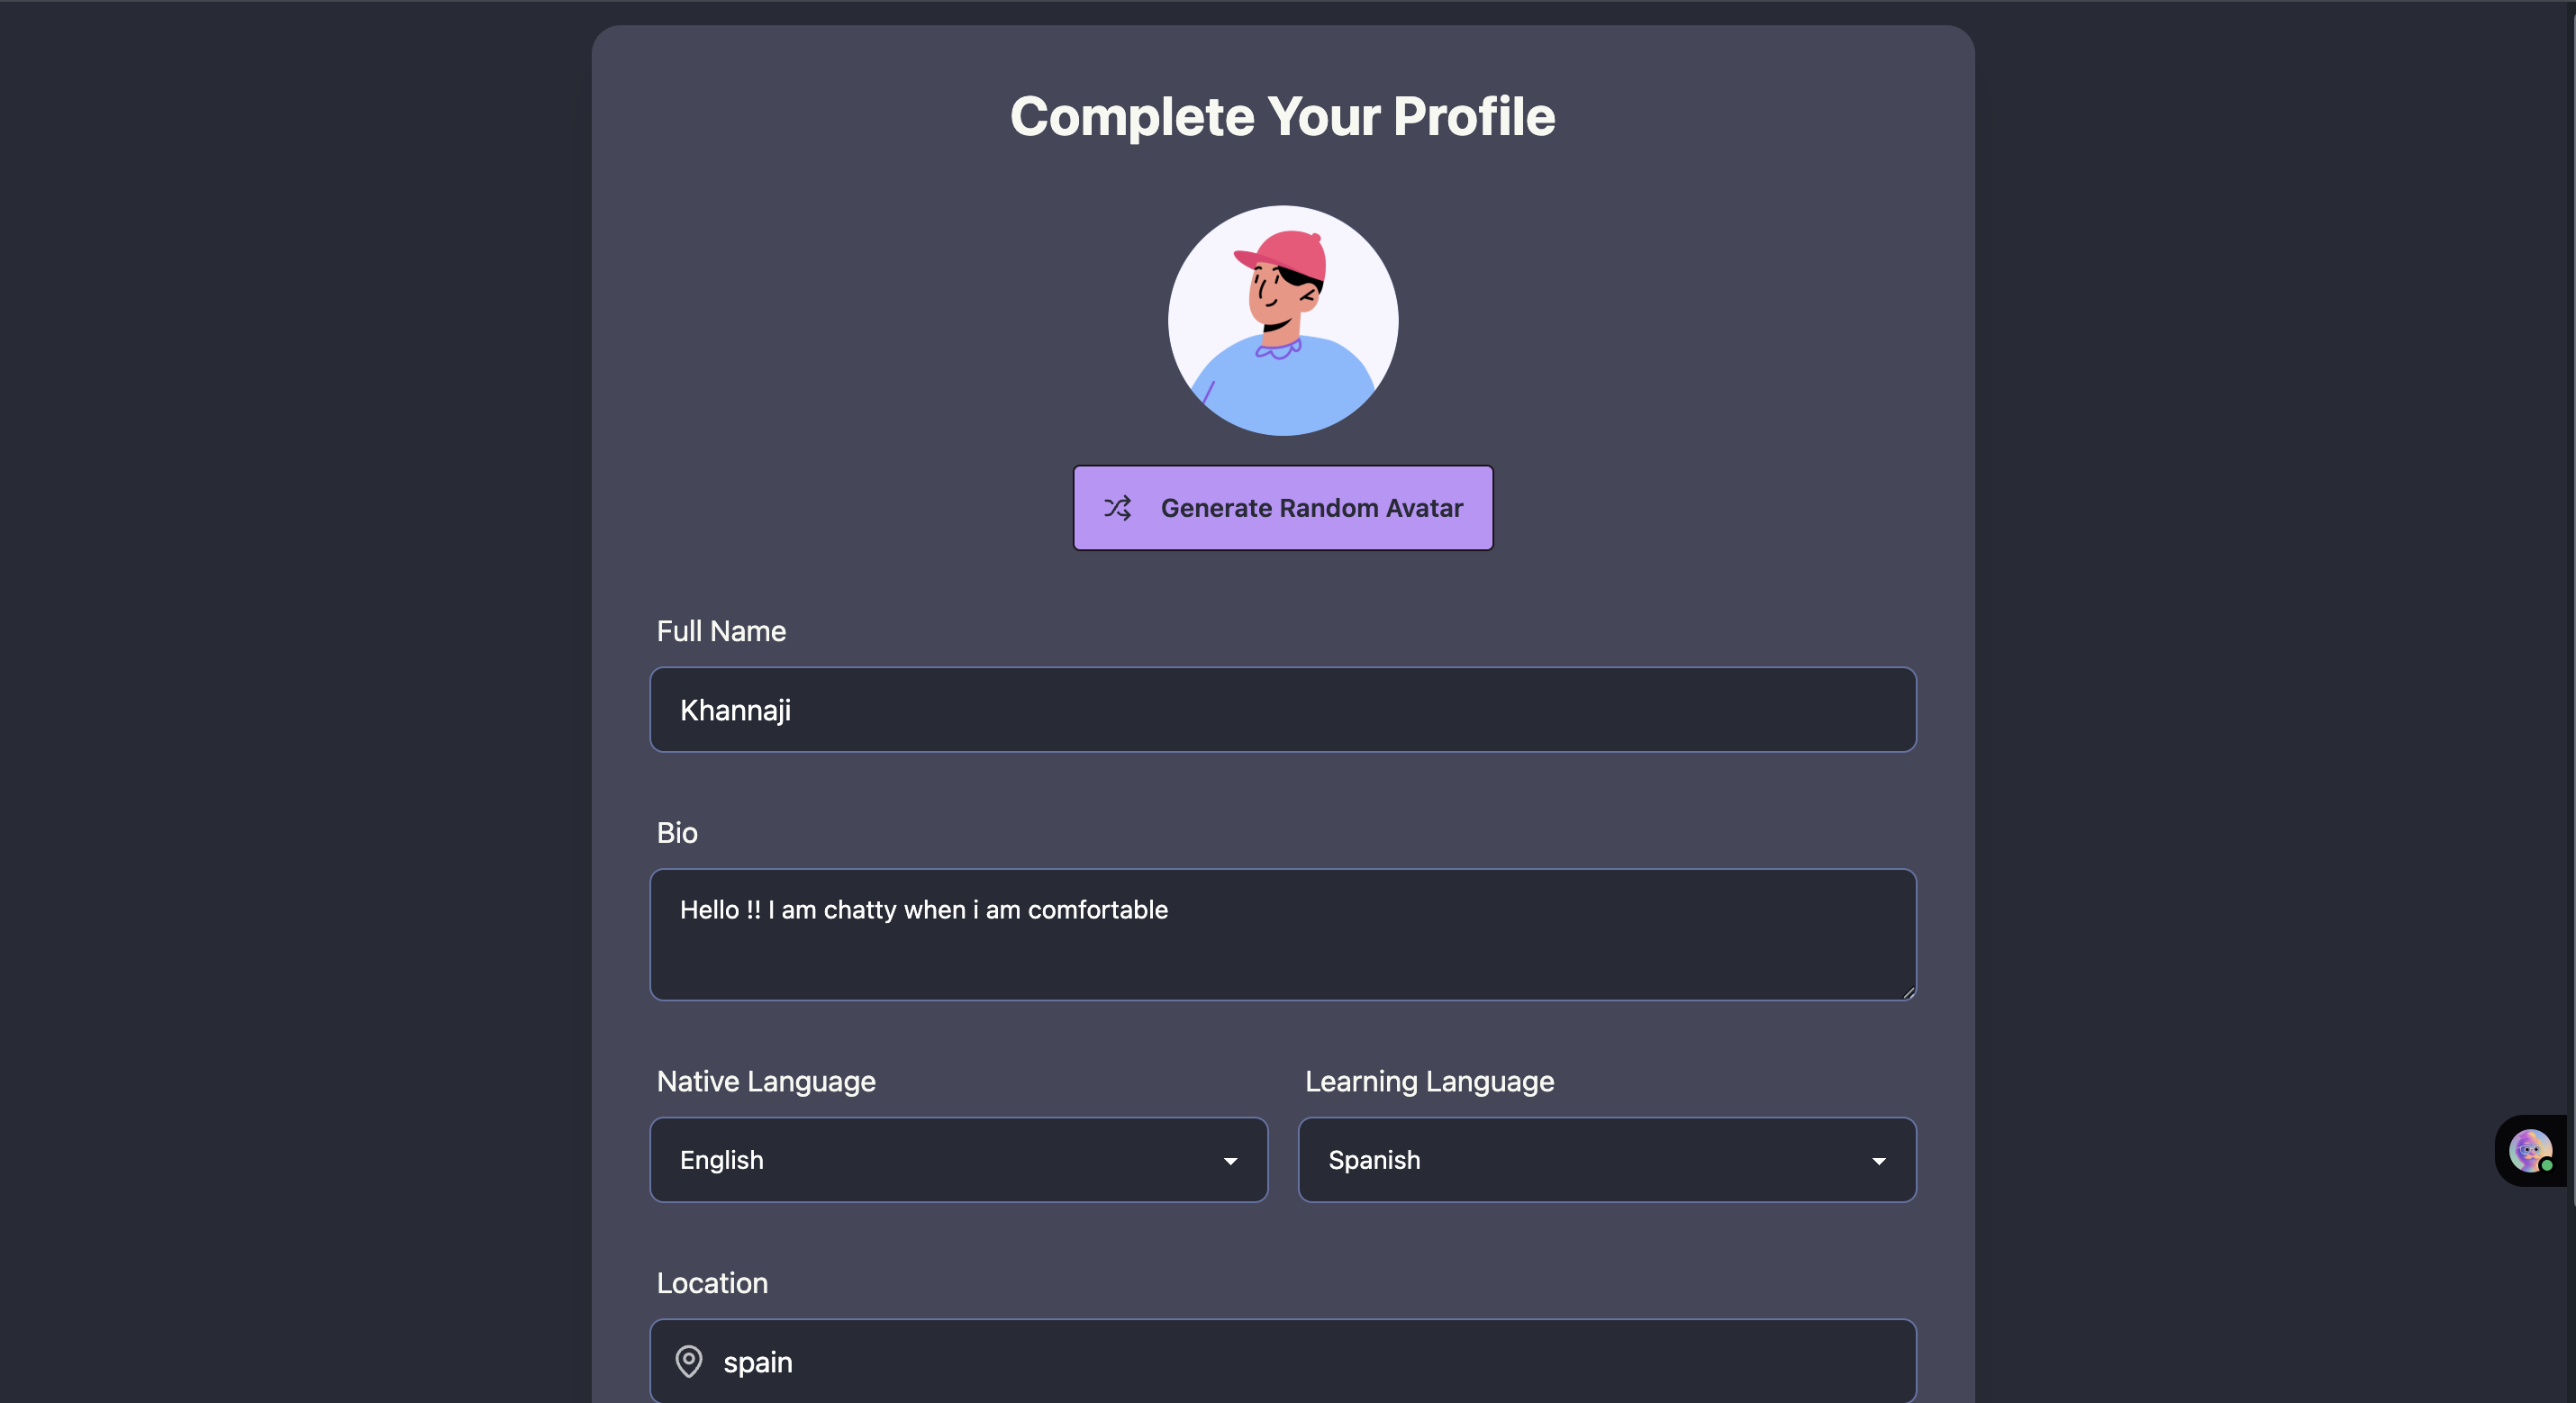 Complete Your Profile
Generate Random Avatar
Full Name
Khannaji
Bio
Hello !! I am chatty when i am comfortable
Native Language
Learning Language
English
Spanish
Location
spain